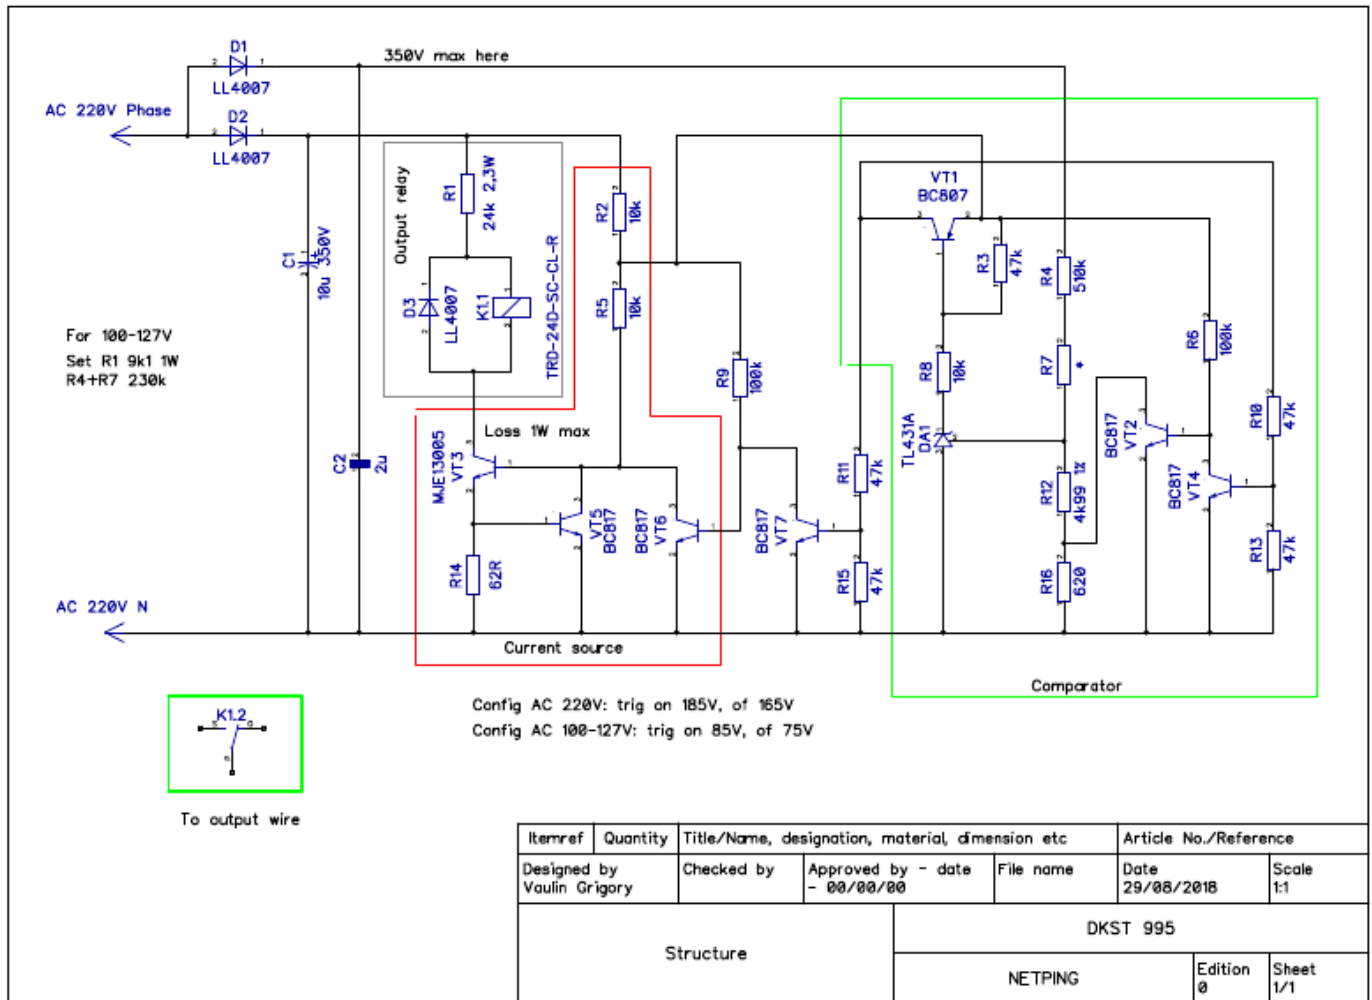 D1
LL4007
350V max here
AC 220V Phase
D2
LL4007
Output relay
R1
24k 2,3W
C1
10u 350V
D3
LL4007
K1.1
TRD-24D-SC-CL-R
R2
10k
R5
10k
VT1
BC807
R3
47k
R4
510k
R6
100k
R7
*
R8
10k
R9
100k
R10
47k
For 100-127V
Set R1 9k1 1W
R4+R7 230k
Loss 1W max
C2
2u
MJE13005
VT3
TL431A
DA1
BC817
VT2
BC817
VT4
R11
47k
R12
4k99 1%
VT5
BC817
BC817
VT6
BC817
VT7
R13
47k
R14
62R
R15
47k
R16
620
AC 220V N
Current source
Comparator
K1.2
To output wire
Config AC 220V: trig on 185V, of 165V
Config AC 100-127V: trig on 85V, of 75V
Itemref Quantity Title/Name, designation, material, dimension etc Article No./Reference
Designed by Checked by Approved by - date File name Date Scale
Vaulin Grigory - 00/00/00 29/08/2018 1:1
Structure
DKST 995
NETPING
Edition Sheet
0 1/1